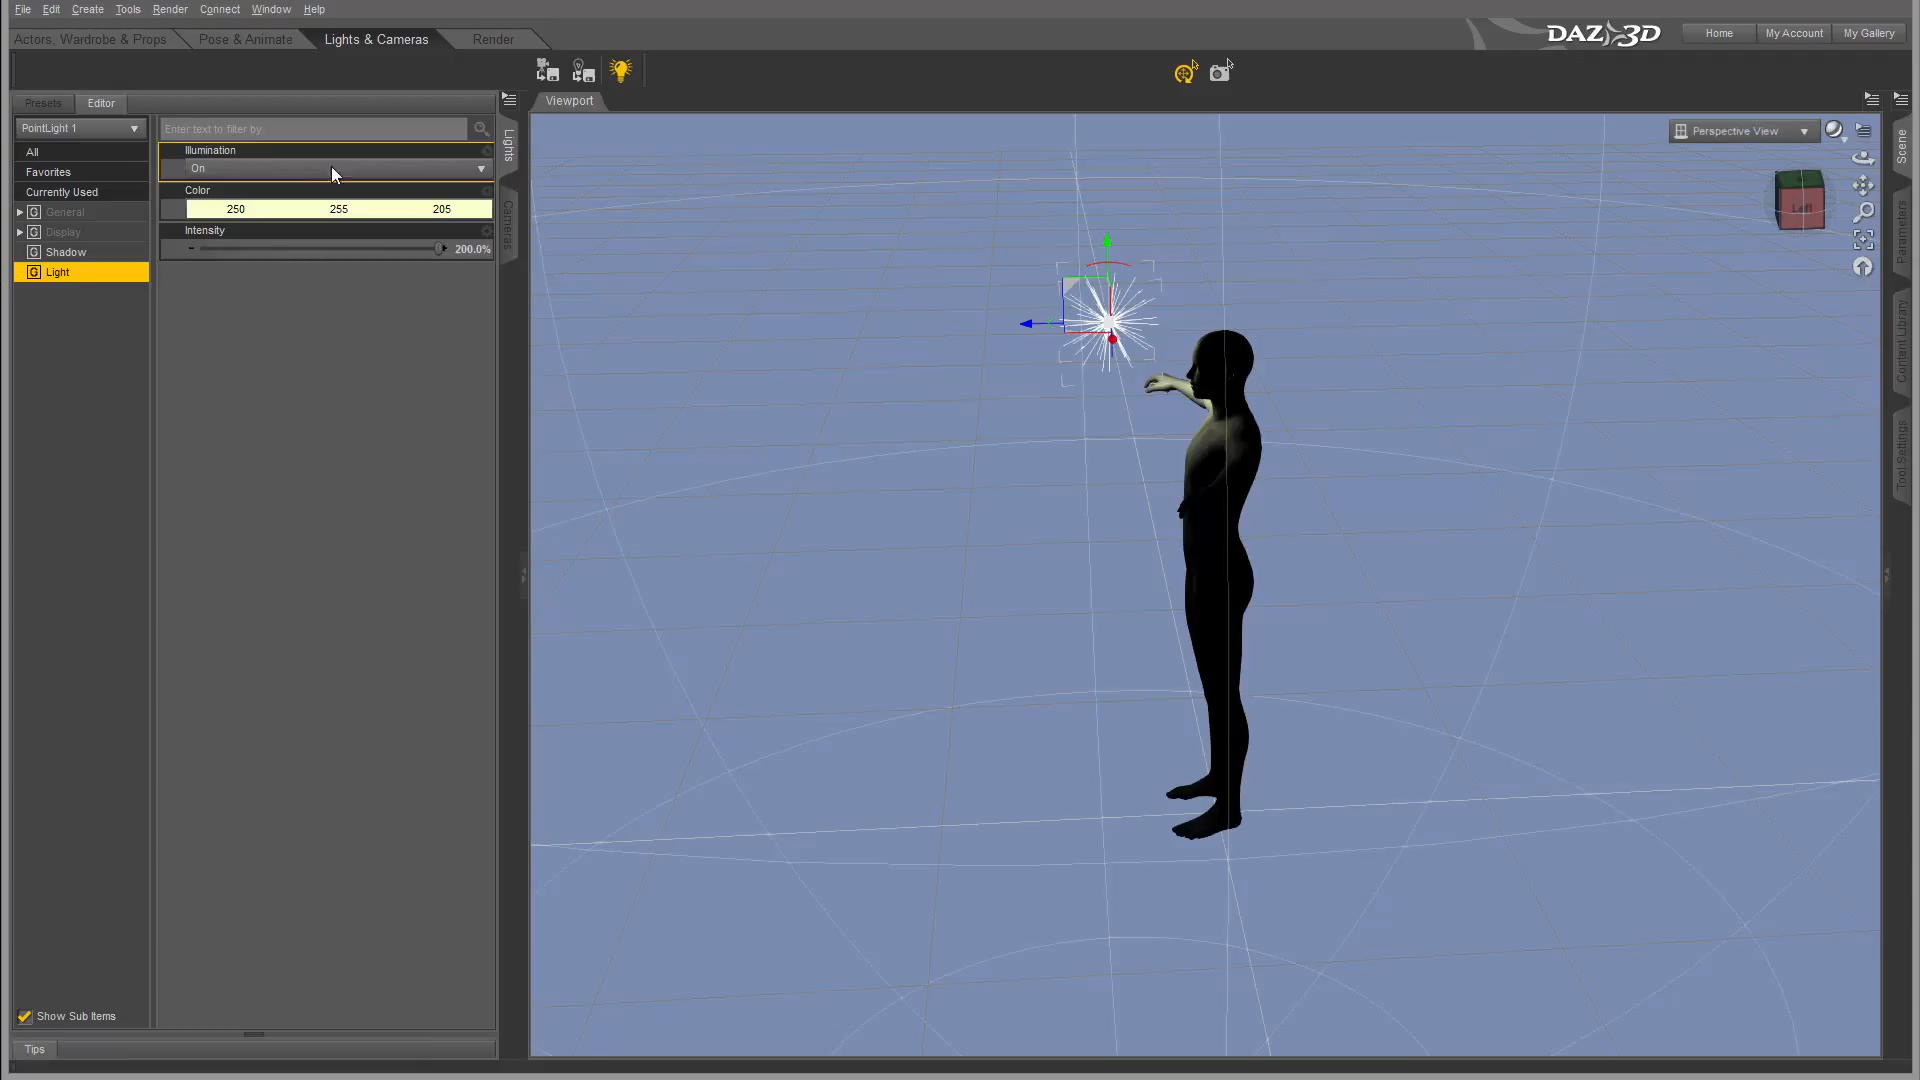 File Edit Create Tools Render Connect Window Help
Actors, Wardrobe & Props Pose & Animate Lights & Cameras Render
DAZ 3D Home My Account My Gallery
Presets Editor
Viewport
PointLight 1
Enter text to filter by
Perspective View
All
Illumination
Favorites
On
Currently Used
Color
General
250 255 205
Display
Intensity
Shadow
200.0%
Light
Lights
Cameras
Left
Scene
Parameters
Content Library
Tool Settings
Show Sub Items
Tips